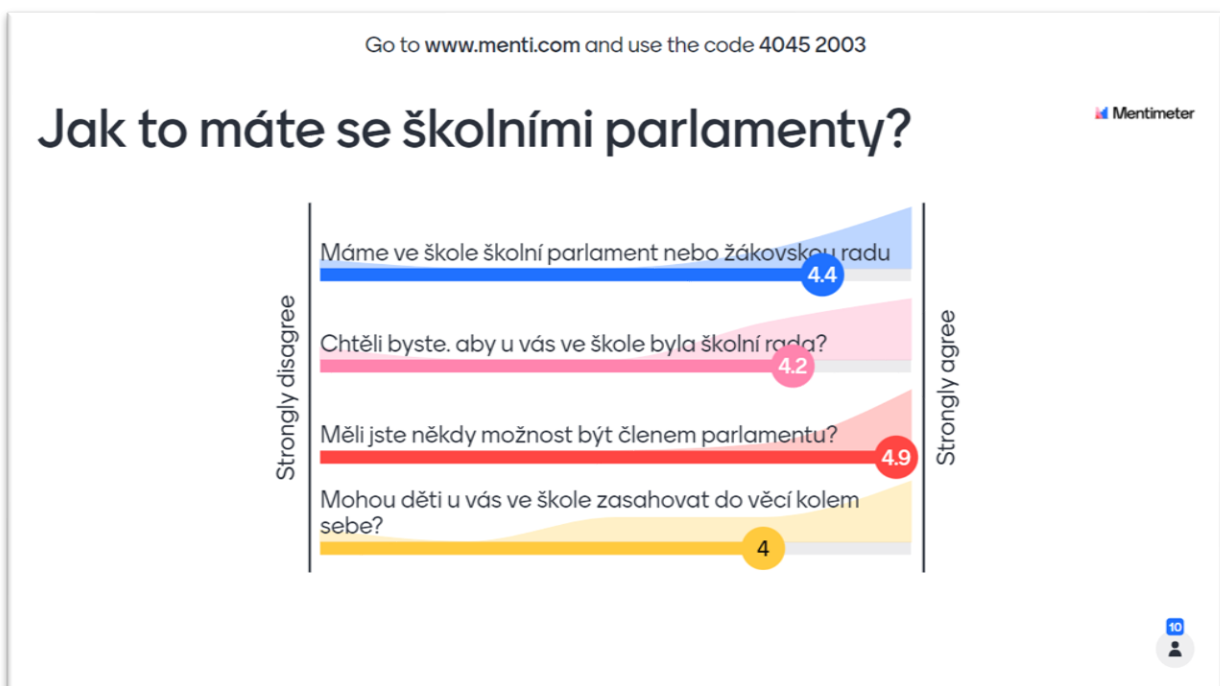 Go to www.menti.com and use the code 4045 2003
Jak to máte se školními parlamenty?
Mentimeter
Strongly disagree
Máme ve škole školní parlament nebo žákovskou radu
4.4
Chtěli byste. aby u vás ve škole byla školní rada?
4.2
Měli jste někdy možnost být členem parlamentu?
4.9
Mohou děti u vás ve škole zasahovat do věcí kolem
sebe?
4
Strongly agree
10